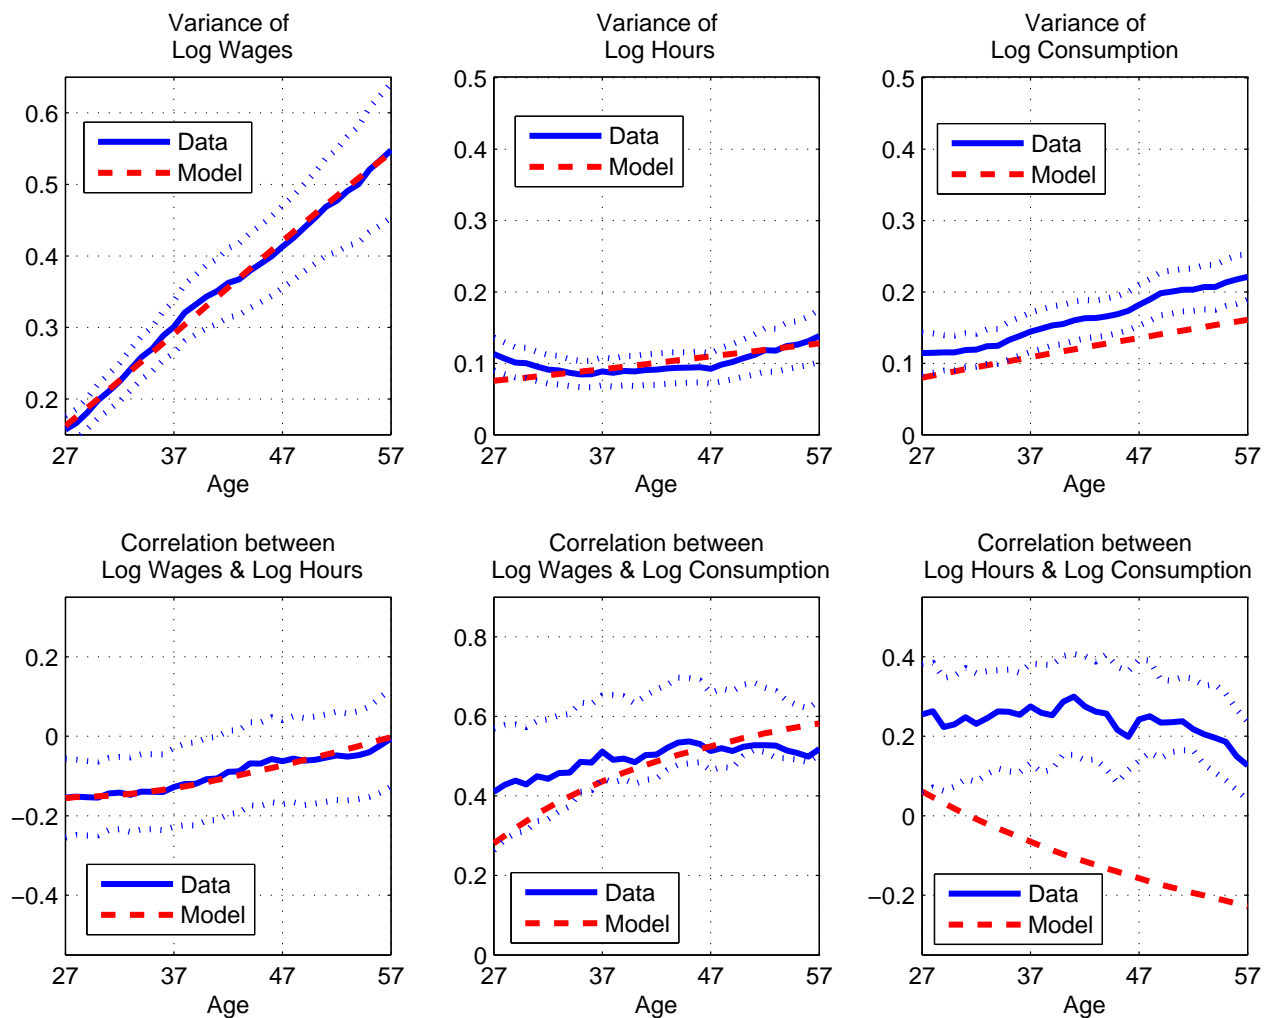 Variance of
Log Wages
0.6
0.5
0.4
0.3
0.2
Data
Model
27
37
47
57
Age
Variance of
Log Hours
0.5
0.4
0.3
0.2
0.1
0
Data
Model
27
37
47
57
Age
Variance of
Log Consumption
0.5
0.4
0.3
0.2
0.1
0
Data
Model
27
37
47
57
Age
Correlation between
Log Wages & Log Hours
0.2
0
−0.2
−0.4
Data
Model
27
37
47
57
Age
Correlation between
Log Wages & Log Consumption
0.8
0.6
0.4
0.2
0
Data
Model
27
37
47
57
Age
Correlation between
Log Hours & Log Consumption
0.4
0.2
0
−0.2
Data
Model
27
37
47
57
Age